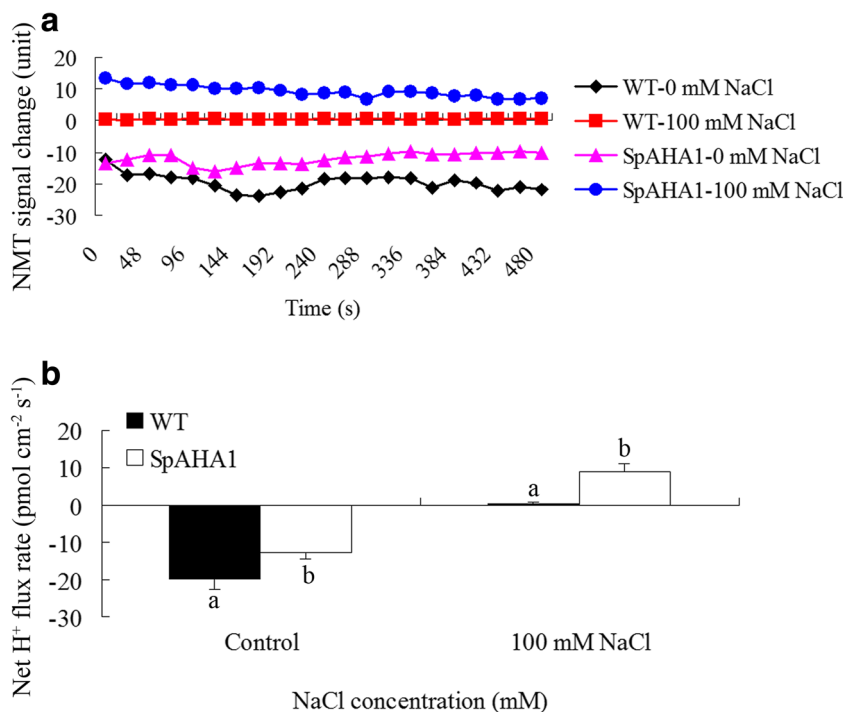 a
NMT signal change (unit)
20
10
0
-10
-20
-30
0
48
96
144
192
240
288
336
384
432
480
Time (s)
WT-0 mM NaCl
WT-100 mM NaCl
SpAHA1-0 mM NaCl
SpAHA1-100 mM NaCl
b
Net H⁺ flux rate (pmol cm⁻² s⁻¹)
20
10
0
-10
-20
-30
WT
SpAHA1
a
b
a
b
Control
100 mM NaCl
NaCl concentration (mM)